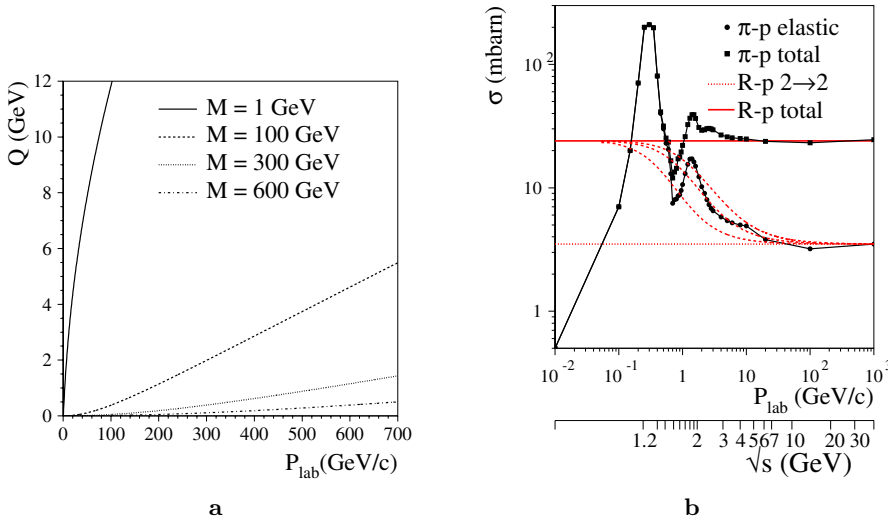 Q (GeV)
12
10
8
6
4
2
0
M = 1 GeV
M = 100 GeV
M = 300 GeV
M = 600 GeV
0 100 200 300 400 500 600 700
P_lab(GeV/c)
a
σ (mbarn)
10^2
10
1
π-p elastic
π-p total
R-p 2→2
R-p total
10^-2 10^-1 1 10 10^2 10^3
P_lab (GeV/c)
1.2 2 3 4 5 6 7 10 20 30
√s (GeV)
b